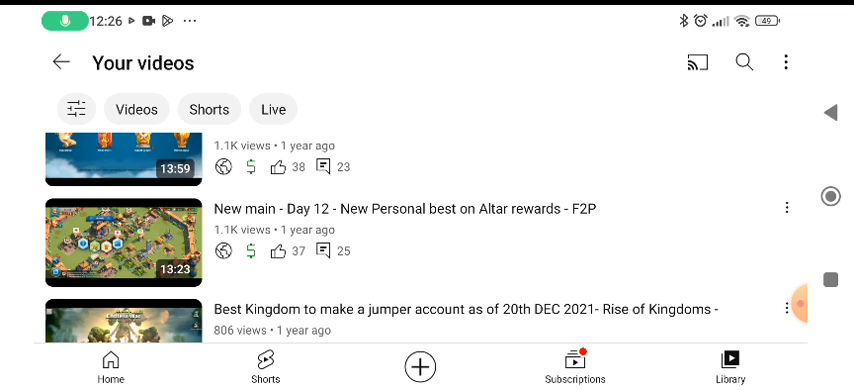 12:26
49
Your videos
Videos
Shorts
Live
1.1K views • 1 year ago
13:59
38
23
New main - Day 12 - New Personal best on Altar rewards - F2P
1.1K views • 1 year ago
37
25
13:23
Best Kingdom to make a jumper account as of 20th DEC 2021- Rise of Kingdoms -
806 views • 1 year ago
Home
Shorts
Subscriptions
Library